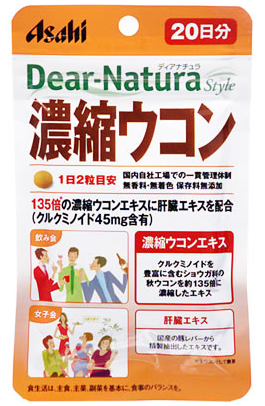 Asahi
20日分
ディアナチュラ
Dear-Natura Style
濃縮ウコン
1日2粒目安
国内自社工場での一貫管理体制
無香料・無着色 保存料無添加
135倍*の濃縮ウコンエキスに肝臓エキスを配合
(クルクミノイド45mg含有)
飲み会
濃縮ウコンエキス
クルクミノイドを
豊富に含むショウガ科の
秋ウコンを約135倍*に
濃縮したエキス
女子会
肝臓エキス
国産の豚レバーから
精製抽出したエキスです。
食生活は、主食、主菜、副菜を基本に、食事のバランスを。